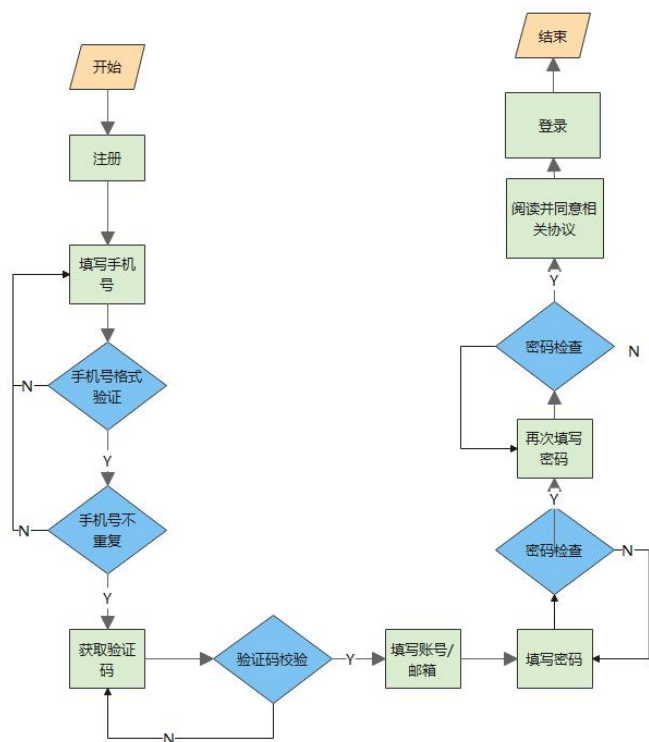 开始
注册
填写手机
号
手机号格式
验证
N
Y
手机号不
重复
N
Y
获取验证
码
验证码校验
N
Y
填写账号/
邮箱
填写密码
密码检查
N
Y
再次填写
密码
密码检查
N
Y
阅读并同意相
关协议
登录
结束